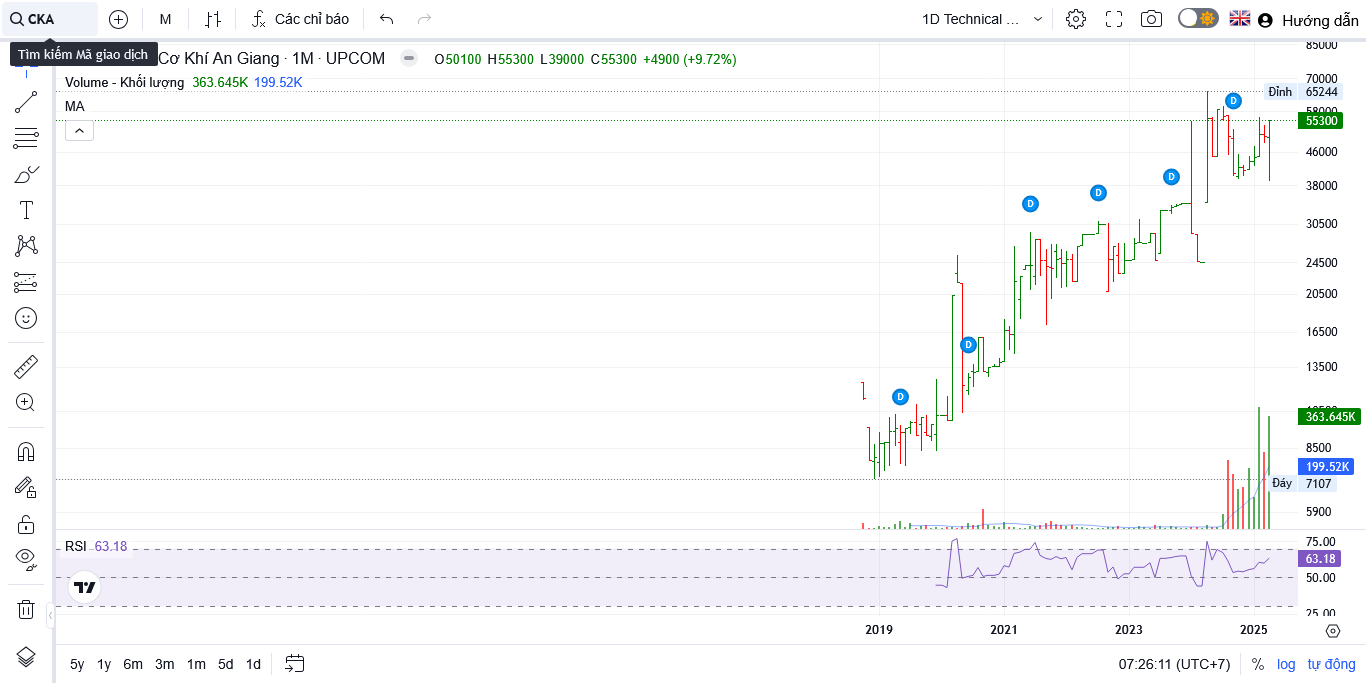 CKA
M
Các chỉ báo
1D Technical ...
Hướng dẫn
Tìm kiếm Mã giao dịch
Cơ Khí An Giang · 1M · UPCOM
O50100 H55300 L39000 C55300 +4900 (+9.72%)
Volume - Khối lượng 363.645K 199.52K
MA
85000
70000
Đỉnh 65244
58000
55300
46000
38000
30500
24500
20500
16500
13500
363.645K
8500
199.52K
Đáy 7107
5900
D
D
D
D
D
D
RSI 63.18
75.00
63.18
50.00
25.00
2019
2021
2023
2025
5y 1y 6m 3m 1m 5d 1d
07:26:11 (UTC+7)
% log tự động